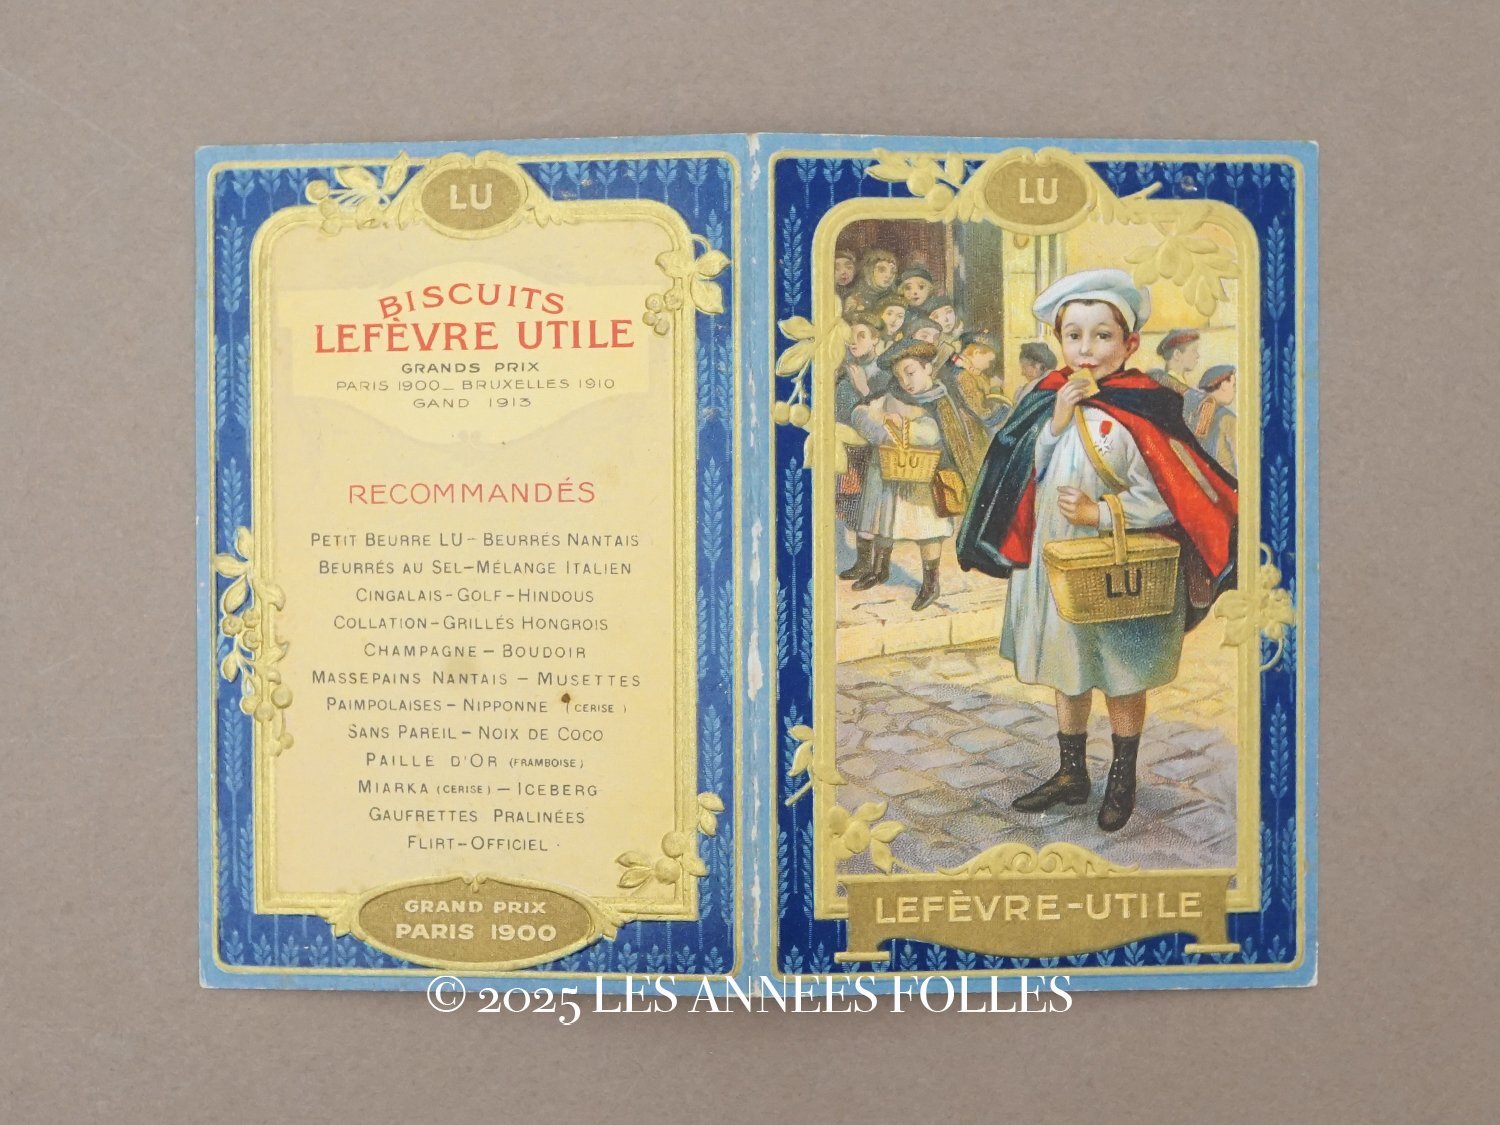 LU
BISCUITS
LEFÈVRE UTILE
GRANDS PRIX
PARIS 1900_BRUXELLES 1910
GAND 1913
RECOMMANDÉS
PETIT BEURRE LU-BEURRÉS NANTAIS
BEURRÉS AU SEL-MÉLANGE ITALIEN
CINGALAIS-GOLF-HINDOUS
COLLATION-GRILLÉS HONGROIS
CHAMPAGNE-BOUDOIR
MASSEPAINS NANTAIS - MUSETTES
PAIMPOLAISES-NIPPONNE (CERISE)
SANS PAREIL-NOIX DE COCO
PAILLE D'OR (FRAMBOISE)
MIARKA (CERISE)-ICEBERG
GAUFRETTES PRALINÉES
FLIRT-OFFICIEL.
GRAND PRIX
PARIS 1900
LU
LU
LU
LEFÈVRE-UTILE
© 2025 LES ANNEES FOLLES